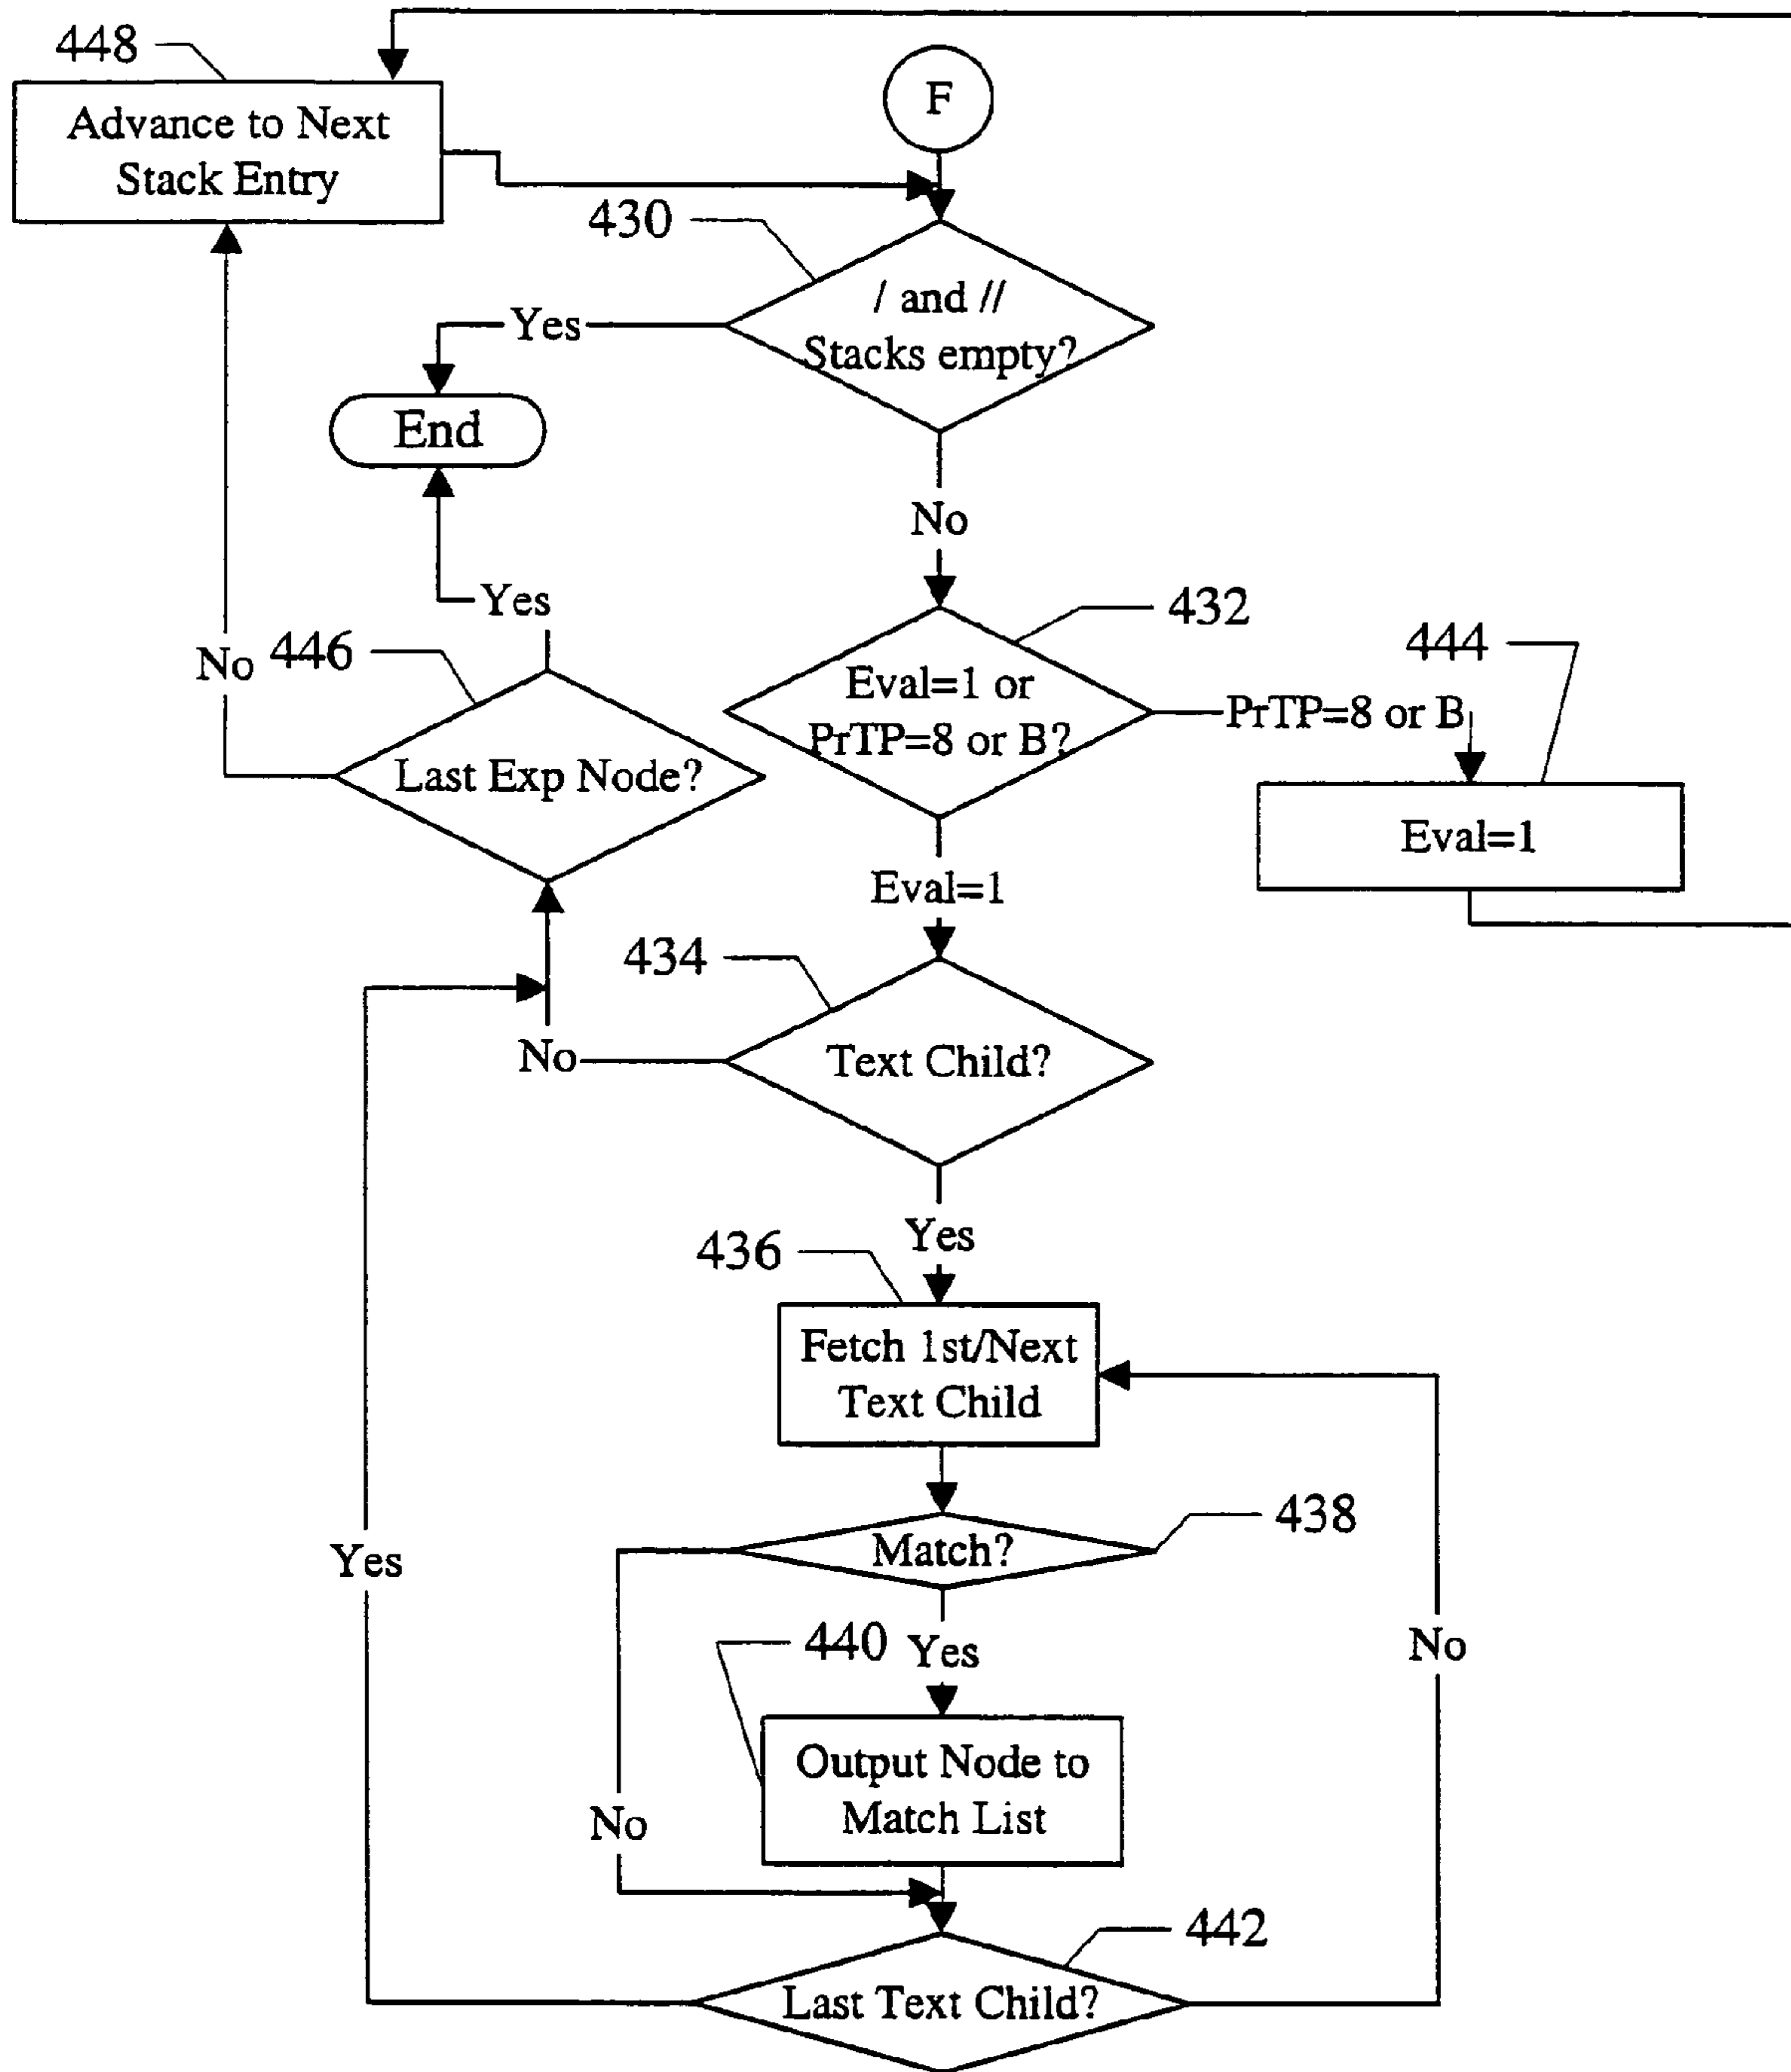 448
Advance to Next
Stack Entry
F
430
/ and //
Stacks empty?
Yes
End
No
Yes
432
Eval=1 or
PrTP=8 or B?
PrTP=8 or B
444
Eval=1
No
446
Last Exp Node?
Eval=1
434
Text Child?
No
Yes
436
Fetch 1st/Next
Text Child
438
Match?
Yes
440
Yes
No
Output Node to
Match List
No
442
Last Text Child?